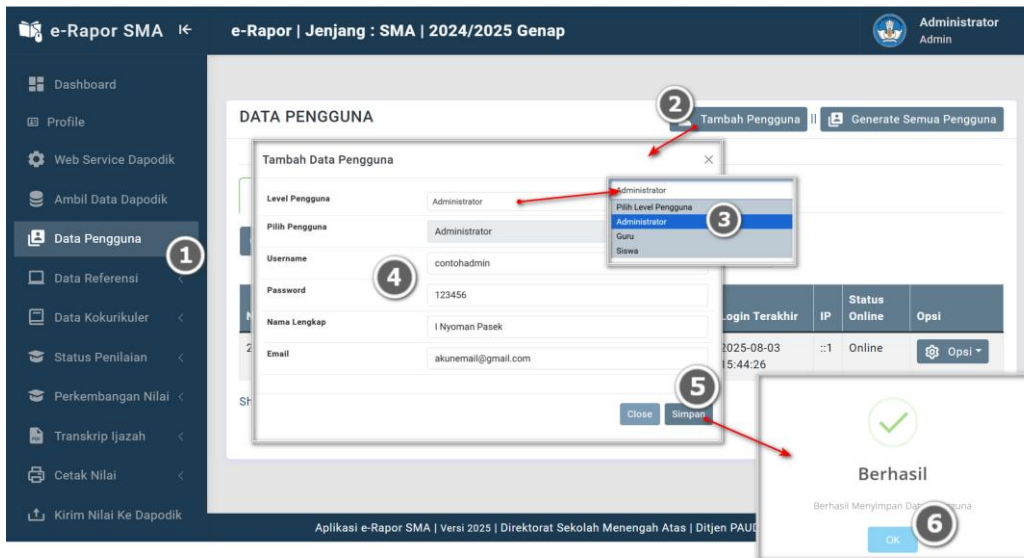 e-Rapor SMA
e-Rapor | Jenjang : SMA | 2024/2025 Genap
Administrator
Admin
Dashboard
Profile
Web Service Dapodik
Ambil Data Dapodik
Data Pengguna
1
Data Referensi
Data Kokurikuler
Status Penilaian
Perkembangan Nilai
Transkrip Ijazah
Cetak Nilai
Kirim Nilai Ke Dapodik
DATA PENGGUNA
2
Tambah Pengguna || Generate Semua Pengguna
Tambah Data Pengguna
Level Pengguna
Administrator
Pilih Pengguna
Administrator
Username
contohadmin
Password
123456
Nama Lengkap
I Nyoman Pasek
Email
akunemail@gmail.com
4
Close
Simpan
5
Administrator
Pilih Level Pengguna
Administrator
Guru
Siswa
3
Login Terakhir
IP
Status
Online
Opsi
2025-08-03
15:44:26
::1
Online
Opsi
Berhasil
Berhasil Menyimpan
OK
6
Aplikasi e-Rapor SMA | Versi 2025 | Direktorat Sekolah Menengah Atas | Ditjen PAUD